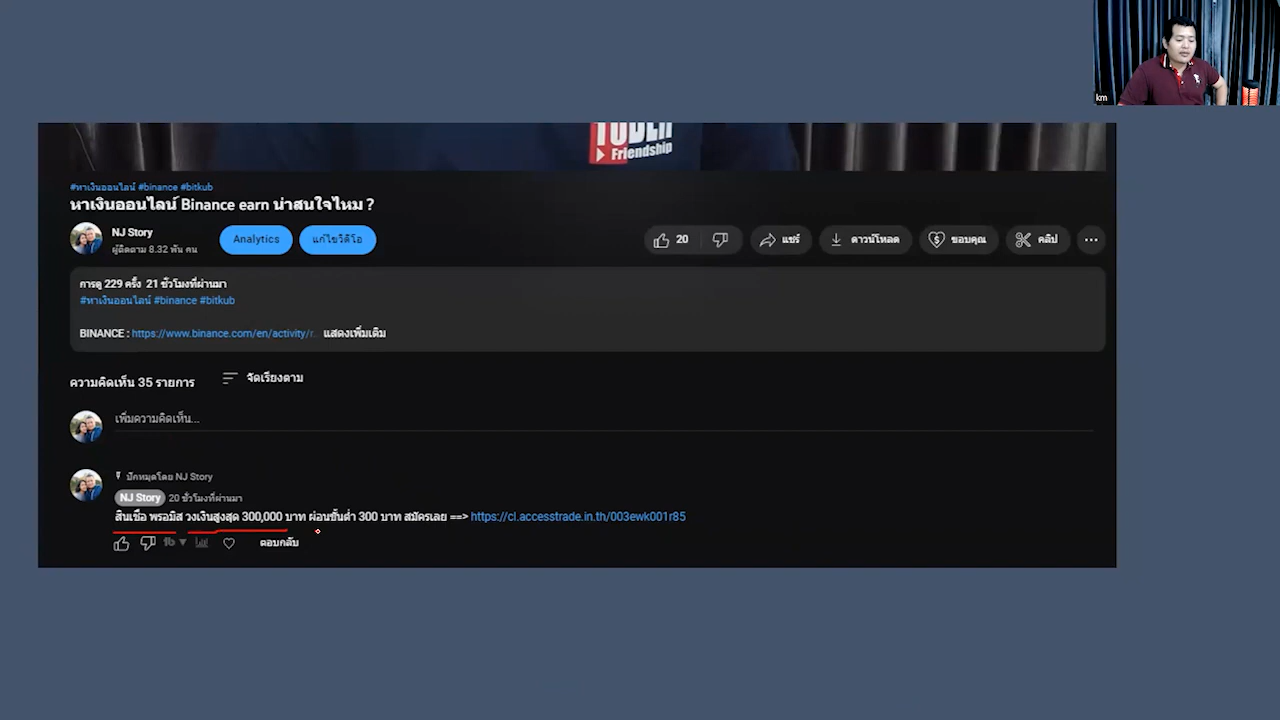 km
Friendship
#หาเงินออนไลน์ #binance #bitkub
หาเงินออนไลน์ Binance earn น่าสนใจไหม ?
NJ Story
ผู้ติดตาม 8.32 พัน คน
Analytics
แก้ไขวิดีโอ
20
แชร์
ดาวน์โหลด
ขอบคุณ
คลิป
การดู 229 ครั้ง 21 ชั่วโมงที่ผ่านมา
#หาเงินออนไลน์ #binance #bitkub
BINANCE : https://www.binance.com/en/activity/r... แสดงเพิ่มเติม
ความคิดเห็น 35 รายการ
จัดเรียงตาม
เพิ่มความคิดเห็น...
ปักหมุดโดย NJ Story
NJ Story 20 ชั่วโมงที่ผ่านมา
สินเชื่อ พรอมิส วงเงินสูงสุด 300,000 บาท ผ่อนขั้นต่ำ 300 บาท สมัครเลย ==> https://cl.accesstrade.in.th/003ewk001r85
ตอบกลับ